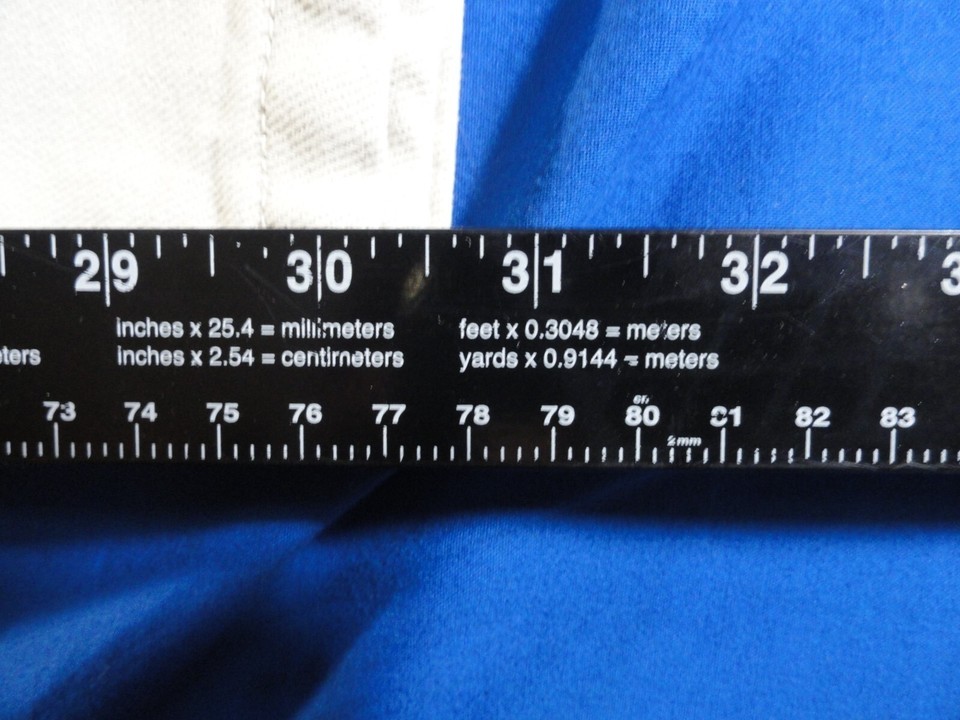 29 30 31 32 3
inches x 25.4 = millimeters feet x 0.3048 = meters
eters inches x 2.54 = centimeters yards x 0.9144 = meters
73 74 75 76 77 78 79 80 81 82 83
2mm